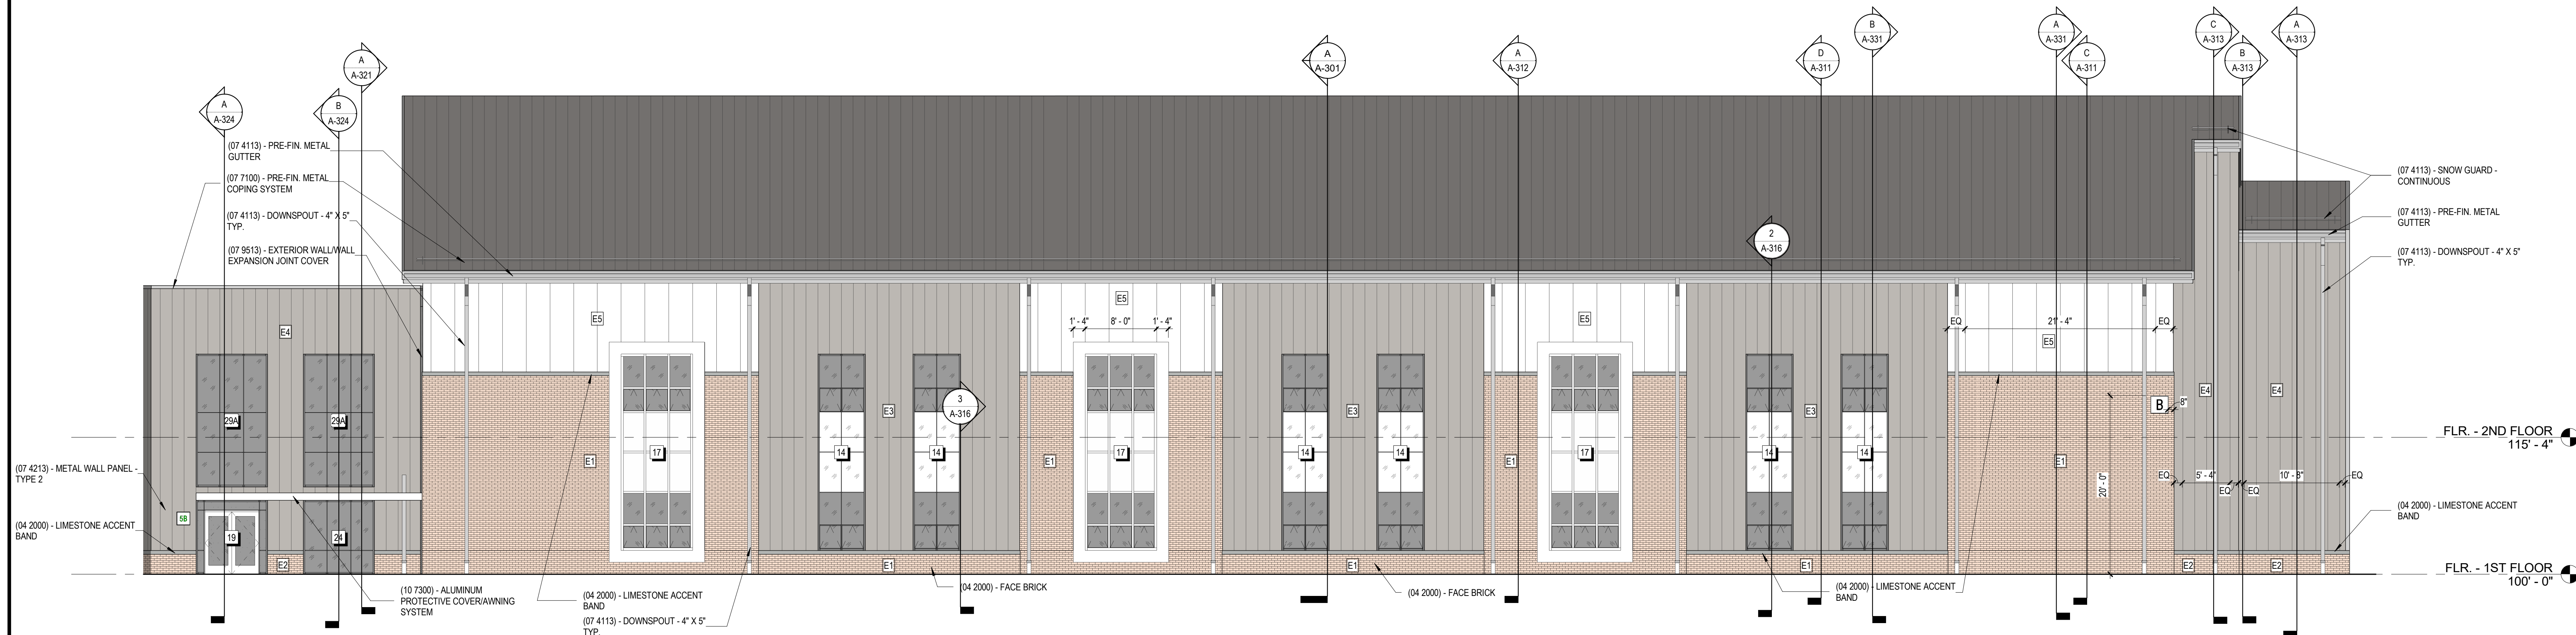 A
A-324
B
A-324
A
A-321
A
A-301
A
A-312
D
A-311
B
A-331
A
A-331
C
A-311
C
A-313
B
A-313
A
A-313
2
A-316
3
A-316
(07 4113) - PRE-FIN. METAL
GUTTER
(07 7100) - PRE-FIN. METAL
COPING SYSTEM
(07 4113) - DOWNSPOUT - 4" X 5"
TYP.
(07 9513) - EXTERIOR WALL/WALL
EXPANSION JOINT COVER
(07 4213) - METAL WALL PANEL -
TYPE 2
(04 2000) - LIMESTONE ACCENT
BAND
(07 4113) - SNOW GUARD -
CONTINUOUS
(07 4113) - PRE-FIN. METAL
GUTTER
(07 4113) - DOWNSPOUT - 4" X 5"
TYP.
(04 2000) - LIMESTONE ACCENT
BAND
E4
E5
E5
E5
E5
1' - 4"
8' - 0"
1' - 4"
EQ
21' - 4"
EQ
E3
E3
E3
E4
E4
B
8"
29A
29A
17
14
14
17
14
14
17
14
14
E1
E1
E1
E1
20' - 0"
EQ
5' - 4"
EQ
EQ
10' - 8"
EQ
58
19
24
E2
E1
E1
E1
E2
E2
FLR. - 2ND FLOOR
115' - 4"
FLR. - 1ST FLOOR
100' - 0"
(10 7300) - ALUMINUM
PROTECTIVE COVER/AWNING
SYSTEM
(04 2000) - LIMESTONE ACCENT
BAND
(07 4113) - DOWNSPOUT - 4" X 5"
TYP.
(04 2000) - FACE BRICK
(04 2000) - FACE BRICK
(04 2000) - LIMESTONE ACCENT
BAND